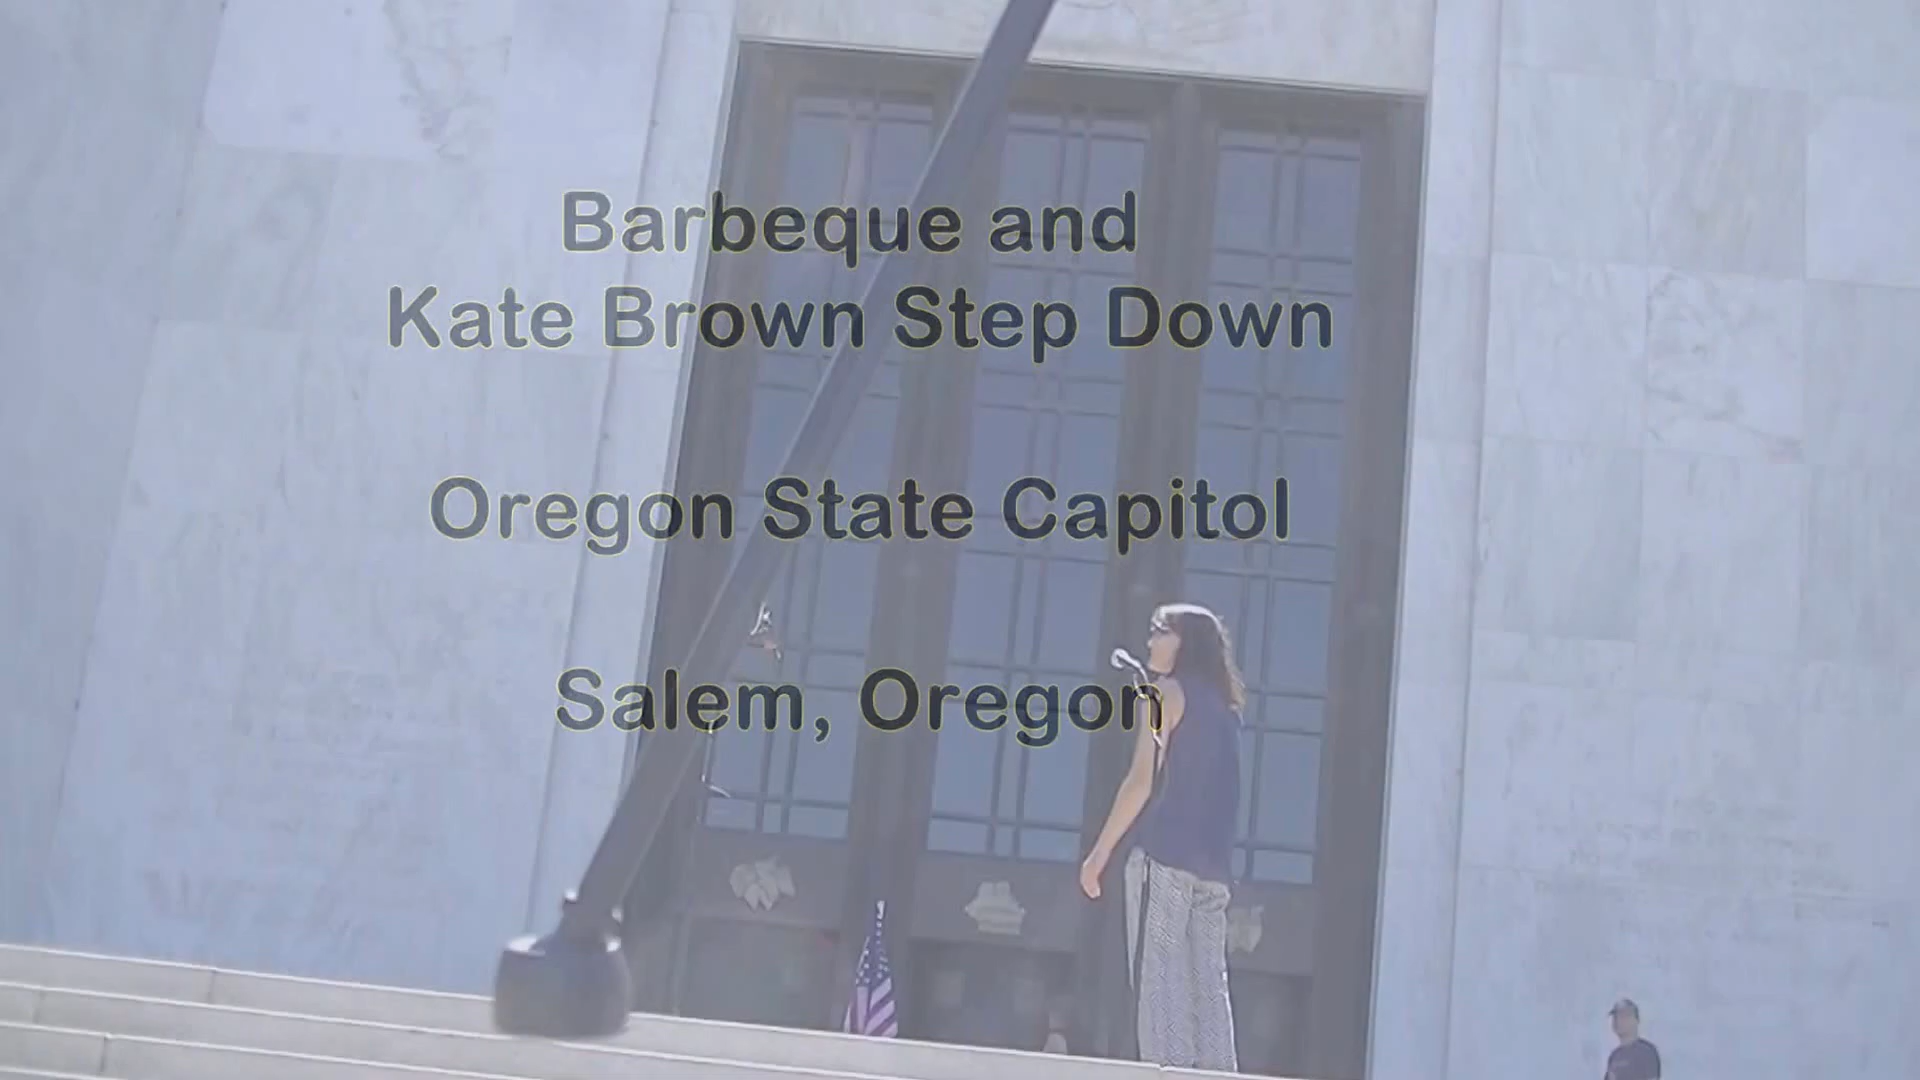 Barbeque and
Kate Brown Step Down
Oregon State Capitol
Salem, Oregon